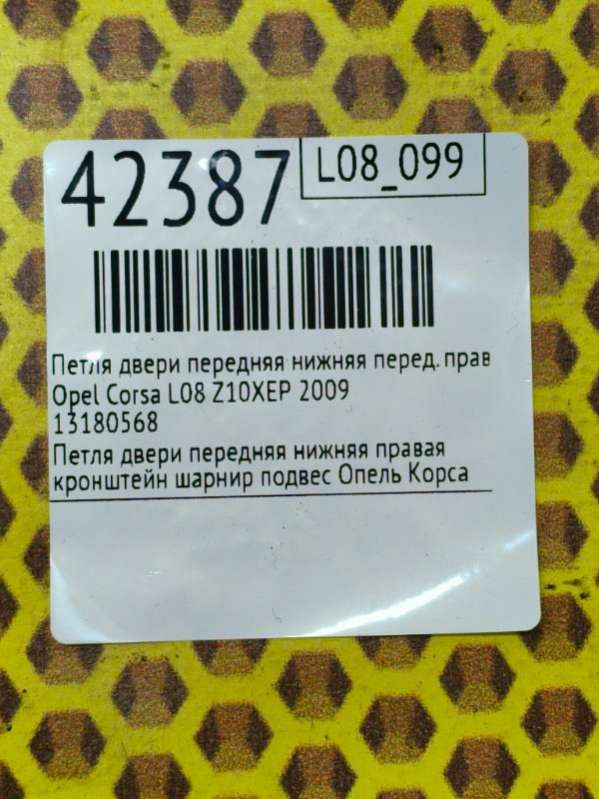 42387
L08_099
Петля двери передняя нижняя перед. прав
Opel Corsa L08 Z10XEP 2009
13180568
Петля двери передняя нижняя правая
кронштейн шарнир подвес Опель Корса